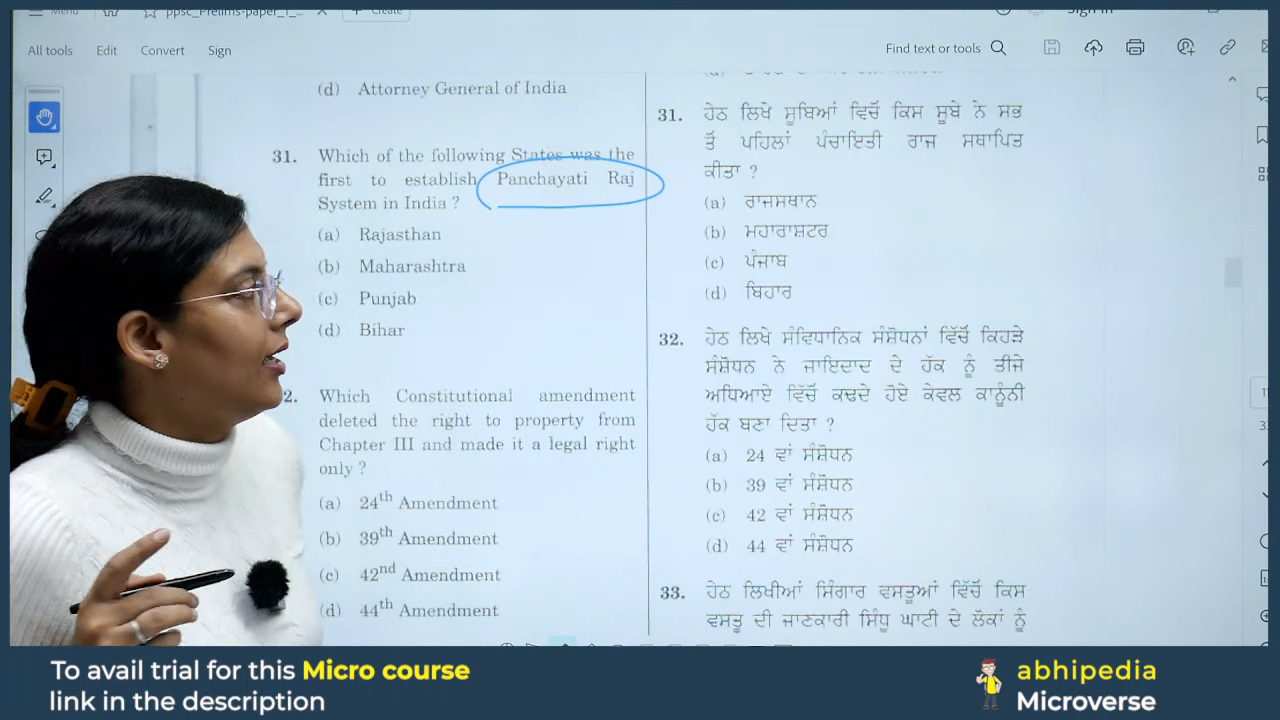 Menu
ppsc_Prelims-paper_1_...
Create
All tools Edit Convert Sign
Find text or tools
(d) Attorney General of India
31. Which of the following States was the
first to establish Panchayati Raj
System in India ?
(a) Rajasthan
(b) Maharashtra
(c) Punjab
(d) Bihar
2. Which Constitutional amendment
deleted the right to property from
Chapter III and made it a legal right
only ?
(a) 24th Amendment
(b) 39th Amendment
(c) 42nd Amendment
(d) 44th Amendment
31. ਹੇਠ ਲਿਖੇ ਸੂਬਿਆਂ ਵਿਚੋਂ ਕਿਸ ਸੂਬੇ ਨੇ ਸਭ
ਤੋਂ ਪਹਿਲਾਂ ਪੰਚਾਇਤੀ ਰਾਜ ਸਥਾਪਿਤ
ਕੀਤਾ ?
(a) ਰਾਜਸਥਾਨ
(b) ਮਹਾਰਾਸ਼ਟਰ
(c) ਪੰਜਾਬ
(d) ਬਿਹਾਰ
32. ਹੇਠ ਲਿਖੇ ਸੰਵਿਧਾਨਿਕ ਸੰਸ਼ੋਧਨਾਂ ਵਿੱਚੋਂ ਕਿਹੜੇ
ਸੰਸ਼ੋਧਨ ਨੇ ਜਾਇਦਾਦ ਦੇ ਹੱਕ ਨੂੰ ਤੀਜੇ
ਅਧਿਆਏ ਵਿੱਚੋਂ ਕਢਦੇ ਹੋਏ ਕੇਵਲ ਕਾਨੂੰਨੀ
ਹੱਕ ਬਣਾ ਦਿਤਾ ?
(a) 24 ਵਾਂ ਸੰਸ਼ੋਧਨ
(b) 39 ਵਾਂ ਸੰਸ਼ੋਧਨ
(c) 42 ਵਾਂ ਸੰਸ਼ੋਧਨ
(d) 44 ਵਾਂ ਸੰਸ਼ੋਧਨ
33. ਹੇਠ ਲਿਖੀਆਂ ਸਿੰਗਾਰ ਵਸਤੂਆਂ ਵਿੱਚੋਂ ਕਿਸ
ਵਸਤੂ ਦੀ ਜਾਣਕਾਰੀ ਸਿੰਧੂ ਘਾਟੀ ਦੇ ਲੋਕਾਂ ਨੂੰ
To avail trial for this Micro course
link in the description
abhipedia
Microverse